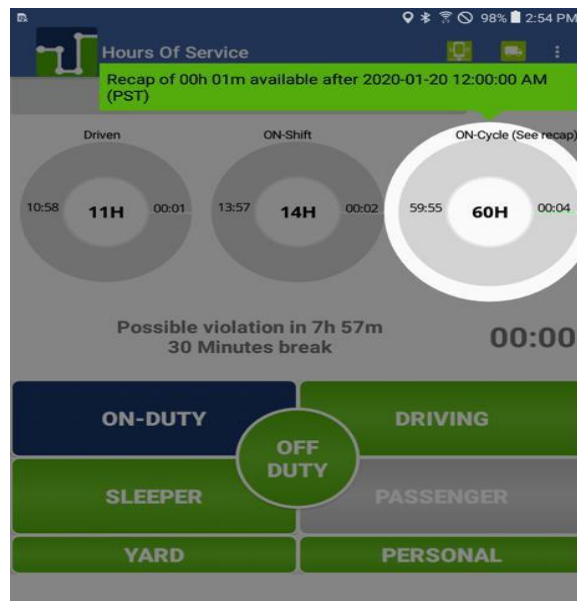 98% 2:54 PM
Hours Of Service
Recap of 00h 01m available after 2020-01-20 12:00:00 AM
(PST)
Driven
ON-Shift
ON-Cycle (See recap)
10:58 11H 00:01
13:57 14H 00:02
59:55 60H 00:04
Possible violation in 7h 57m
30 Minutes break
00:00
ON-DUTY
DRIVING
OFF
DUTY
SLEEPER
PASSENGER
YARD
PERSONAL